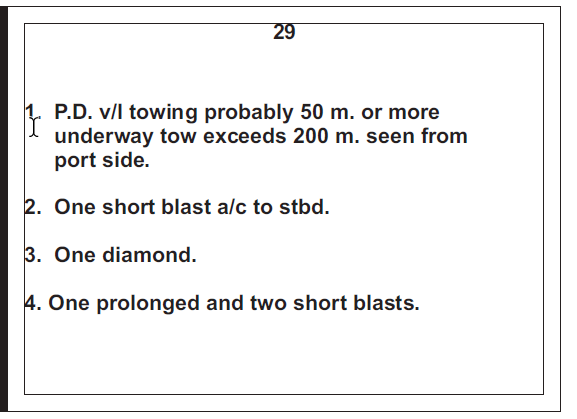 29
1. P.D. v/l towing probably 50 m. or more
underway tow exceeds 200 m. seen from
port side.
2. One short blast a/c to stbd.
3. One diamond.
4. One prolonged and two short blasts.